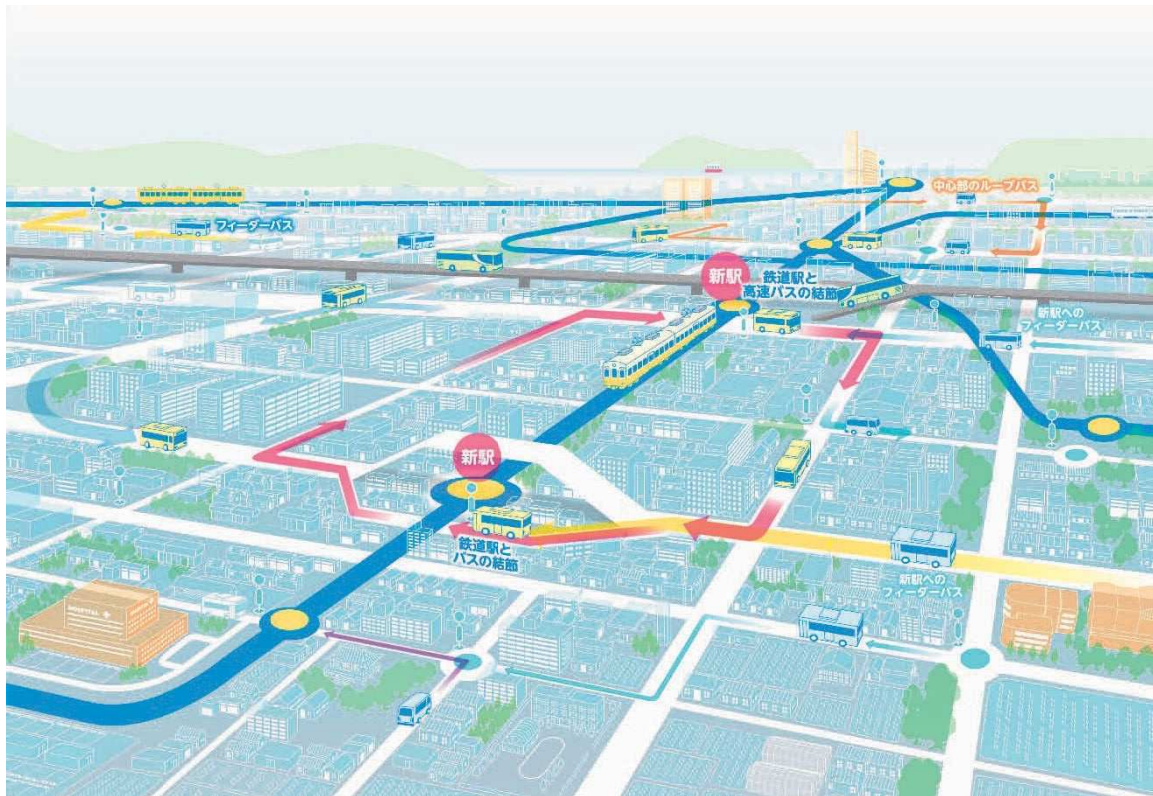 中心部のループバス
フィーダーバス
新駅
鉄道駅と
高速バスの結節
新駅への
フィーダーバス
新駅
鉄道駅と
バスの結節
新駅への
フィーダーバス
HOSPITAL